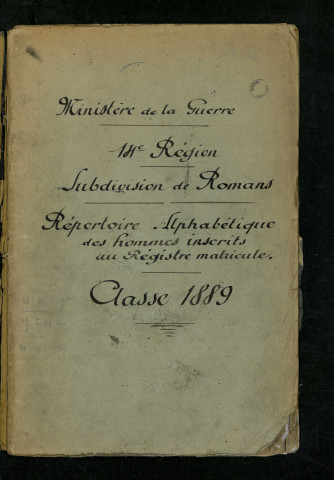 Ministère de la Guerre
14e Région
Subdivision de Romans
Répertoire Alphabétique
des hommes inscrits
au Régistre matricule.
Classe 1889